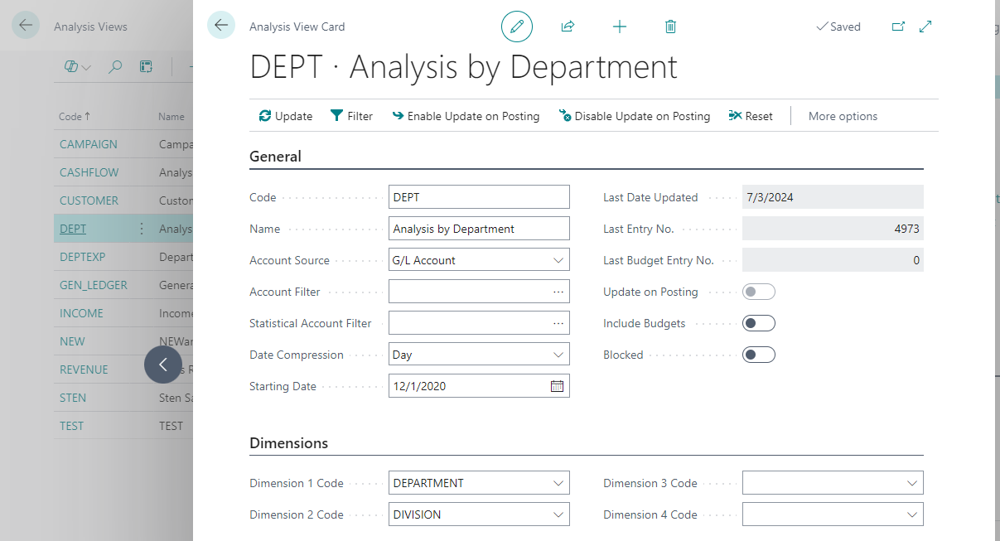 Analysis Views
Code ↑ Name
CAMPAIGN Campa
CASHFLOW Analys
CUSTOMER Custor
DEPT Analys
DEPTEXP Depart
GEN_LEDGER Genera
INCOME Income
NEW NEWar
REVENUE s R
STEN Sten Sa
TEST TEST
Analysis View Card
Saved
DEPT · Analysis by Department
Update Filter Enable Update on Posting Disable Update on Posting Reset More options
General
Code DEPT Last Date Updated 7/3/2024
Name Analysis by Department Last Entry No. 4973
Account Source G/L Account Last Budget Entry No. 0
Account Filter Update on Posting
Statistical Account Filter Include Budgets
Date Compression Day Blocked
Starting Date 12/1/2020
Dimensions
Dimension 1 Code DEPARTMENT Dimension 3 Code
Dimension 2 Code DIVISION Dimension 4 Code